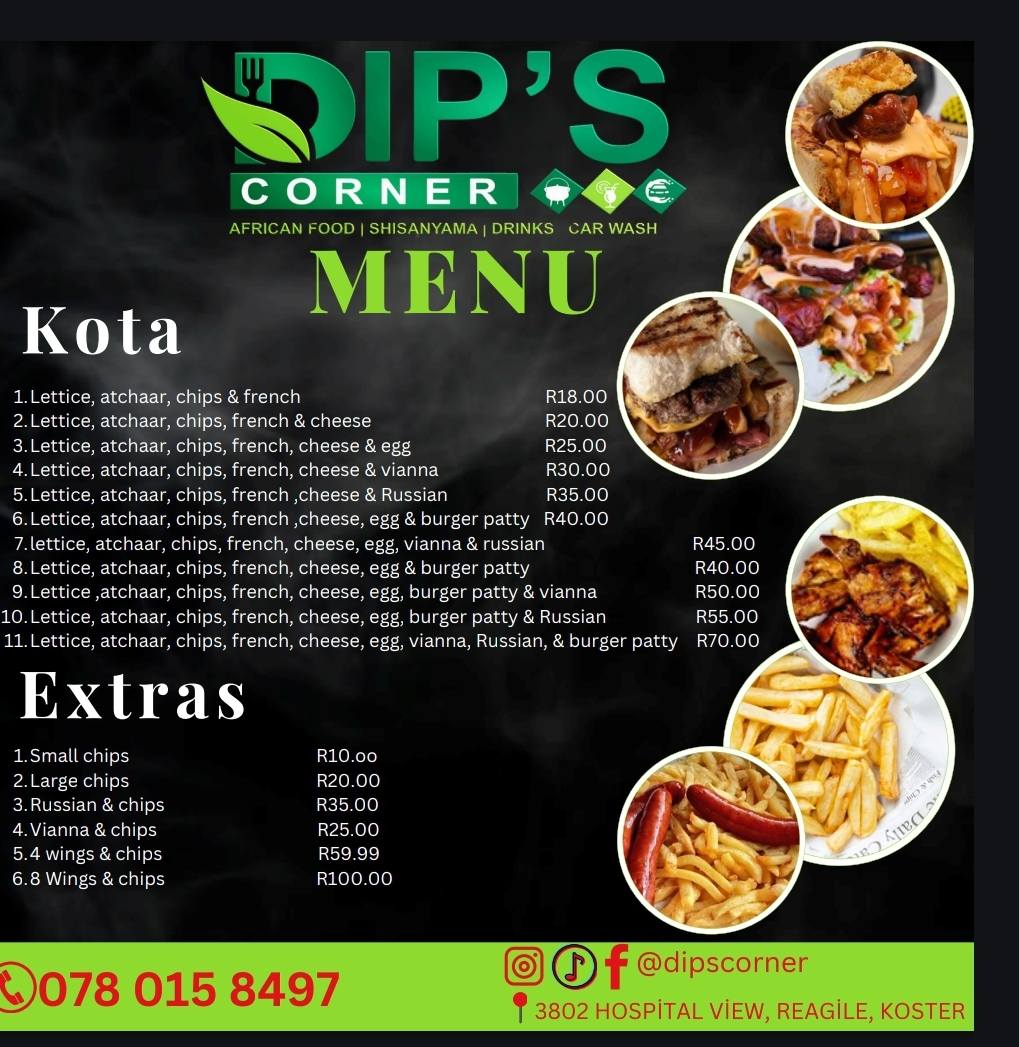 DIP'S
CORNER
AFRICAN FOOD | SHISANYAMA | DRINKS CAR WASH
MENU
Kota
1. Lettice, atchaar, chips & french R18.00
2. Lettice, atchaar, chips, french & cheese R20.00
3. Lettice, atchaar, chips, french, cheese & egg R25.00
4. Lettice, atchaar, chips, french, cheese & vianna R30.00
5. Lettice, atchaar, chips, french ,cheese & Russian R35.00
6. Lettice, atchaar, chips, french ,cheese, egg & burger patty R40.00
7. lettice, atchaar, chips, french, cheese, egg, vianna & russian R45.00
8. Lettice, atchaar, chips, french, cheese, egg & burger patty R40.00
9. Lettice ,atchaar, chips, french, cheese, egg, burger patty & vianna R50.00
10. Lettice, atchaar, chips, french, cheese, egg, burger patty & Russian R55.00
11. Lettice, atchaar, chips, french, cheese, egg, vianna, Russian, & burger patty R70.00
Extras
1. Small chips R10.oo
2. Large chips R20.00
3. Russian & chips R35.00
4. Vianna & chips R25.00
5. 4 wings & chips R59.99
6. 8 Wings & chips R100.00
Fish & Chips
Daily
078 015 8497
@dipscorner
3802 HOSPİTAL VİEW, REAGİLE, KOSTER